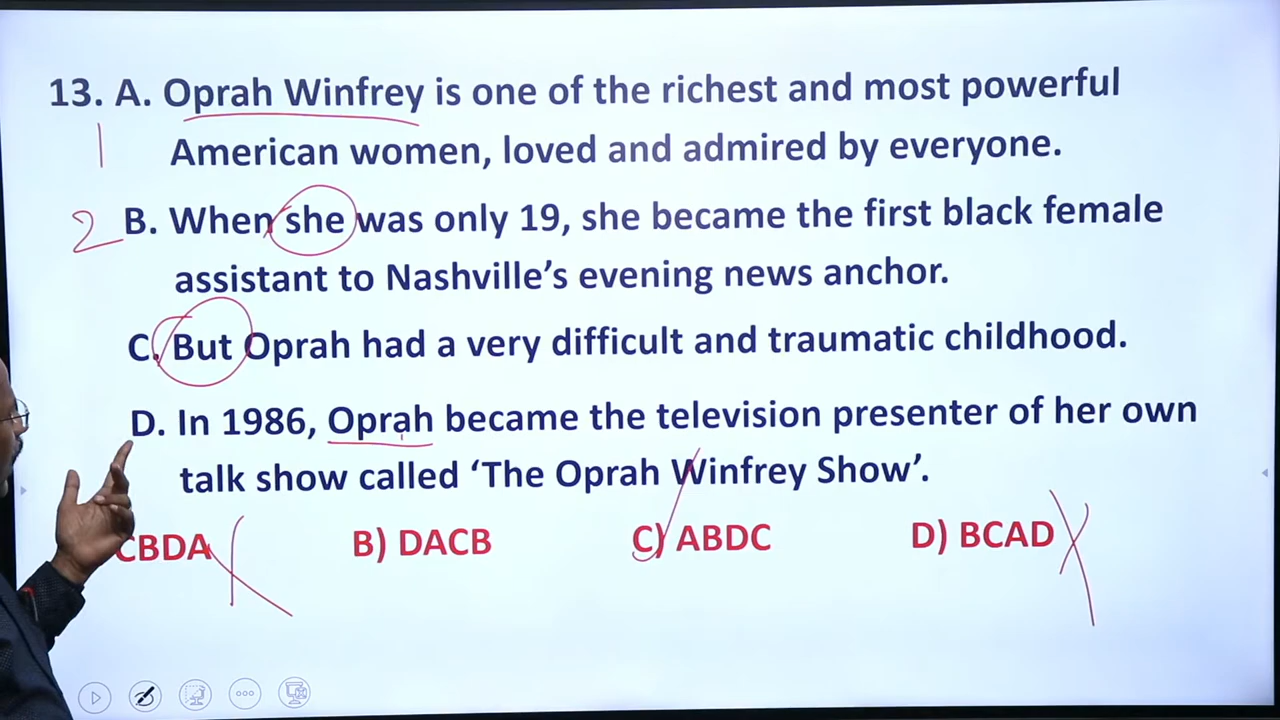 13. A. Oprah Winfrey is one of the richest and most powerful
1
American women, loved and admired by everyone.
2 B. When she was only 19, she became the first black female
assistant to Nashville's evening news anchor.
C. But Oprah had a very difficult and traumatic childhood.
D. In 1986, Oprah became the television presenter of her own
talk show called 'The Oprah Winfrey Show'.
CBDA B) DACB C) ABDC D) BCAD